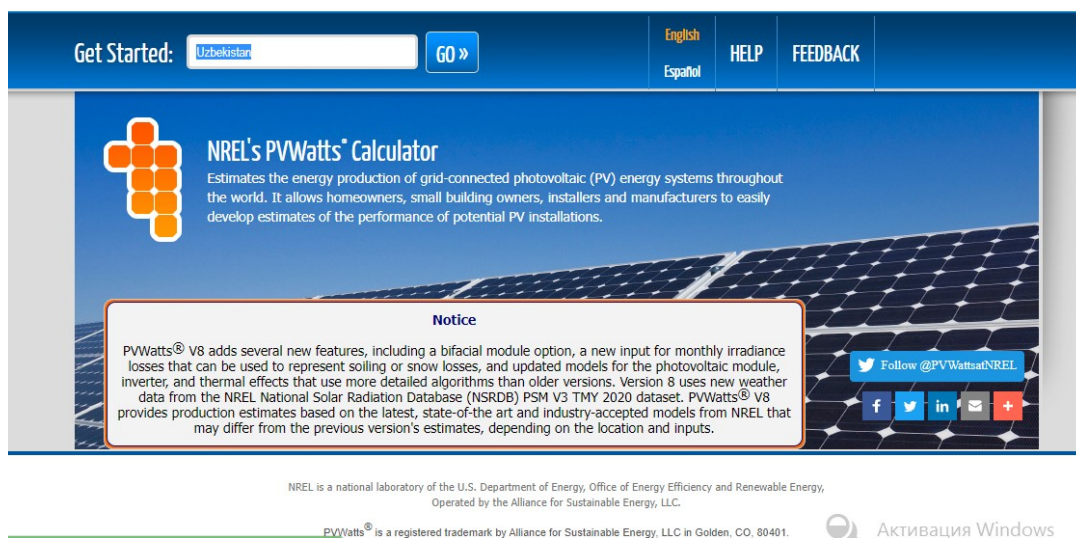 Get Started:
Uzbekistan
GO »
English
Español
HELP
FEEDBACK
NREL's PVWatts® Calculator
Estimates the energy production of grid-connected photovoltaic (PV) energy systems throughout
the world. It allows homeowners, small building owners, installers and manufacturers to easily
develop estimates of the performance of potential PV installations.
Notice
PVWatts® V8 adds several new features, including a bifacial module option, a new input for monthly irradiance
losses that can be used to represent soiling or snow losses, and updated models for the photovoltaic module,
inverter, and thermal effects that use more detailed algorithms than older versions. Version 8 uses new weather
data from the NREL National Solar Radiation Database (NSRDB) PSM V3 TMY 2020 dataset. PVWatts® V8
provides production estimates based on the latest, state-of-the art and industry-accepted models from NREL that
may differ from the previous version's estimates, depending on the location and inputs.
Follow @PVWattsatNREL
NREL is a national laboratory of the U.S. Department of Energy, Office of Energy Efficiency and Renewable Energy,
Operated by the Alliance for Sustainable Energy, LLC.
PVWatts® is a registered trademark by Alliance for Sustainable Energy, LLC in Golden, CO, 80401.
Активация Windows